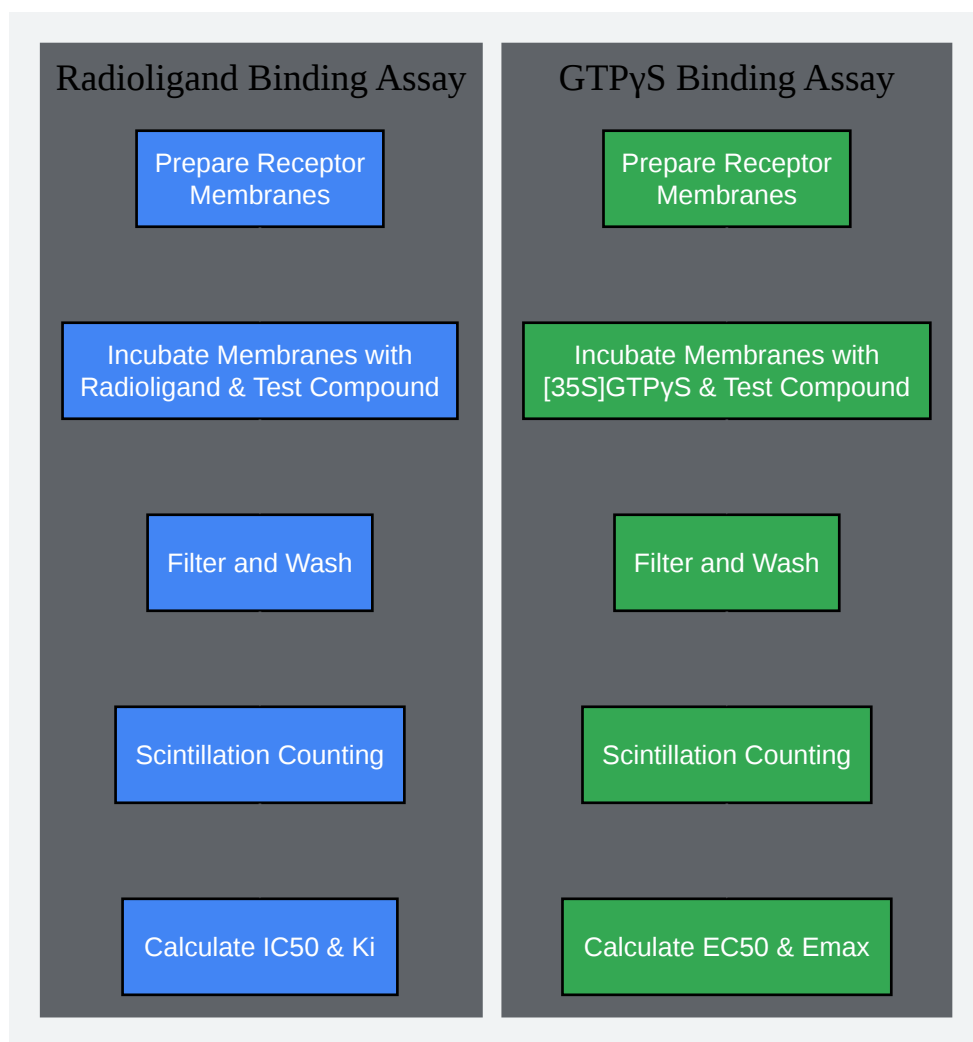 Radioligand Binding Assay
Prepare Receptor
Membranes
Incubate Membranes with
Radioligand & Test Compound
Filter and Wash
Scintillation Counting
Calculate IC50 & Ki
GTPγS Binding Assay
Prepare Receptor
Membranes
Incubate Membranes with
[35S]GTPγS & Test Compound
Filter and Wash
Scintillation Counting
Calculate EC50 & Emax